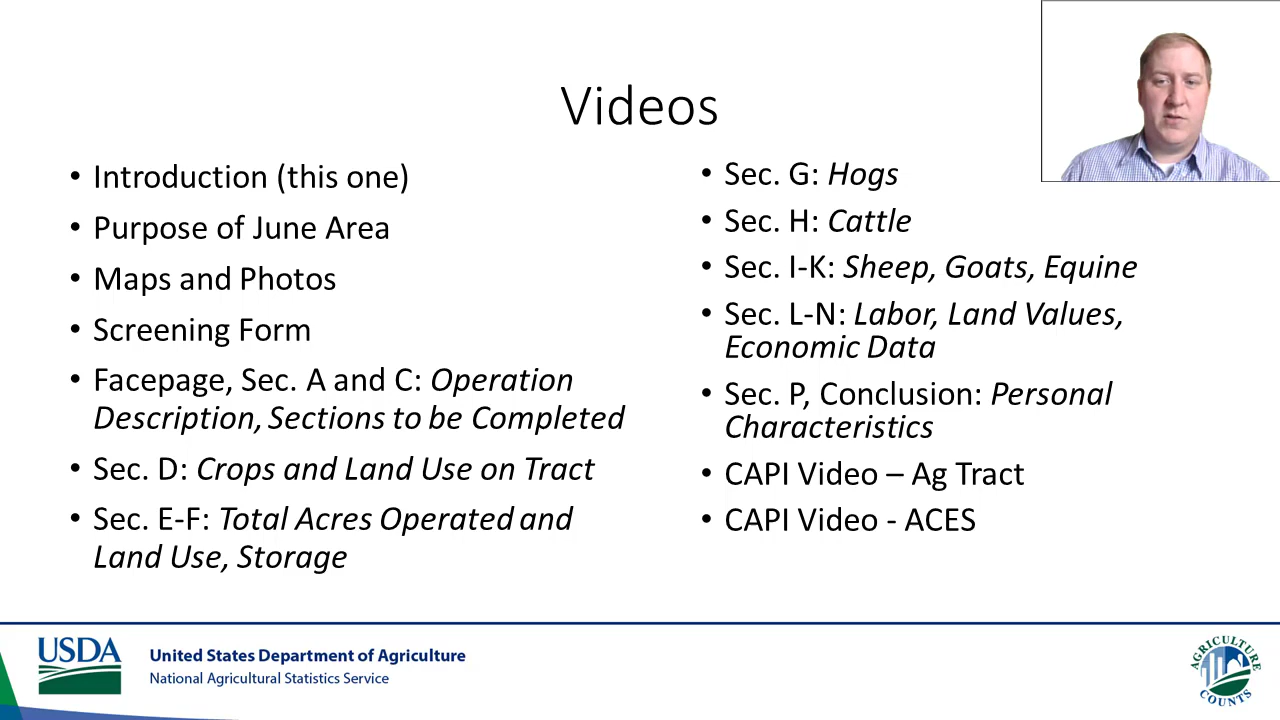 Videos
• Introduction (this one)
• Purpose of June Area
• Maps and Photos
• Screening Form
• Facepage, Sec. A and C: Operation
Description, Sections to be Completed
• Sec. D: Crops and Land Use on Tract
• Sec. E-F: Total Acres Operated and
Land Use, Storage
• Sec. G: Hogs
• Sec. H: Cattle
• Sec. I-K: Sheep, Goats, Equine
• Sec. L-N: Labor, Land Values,
Economic Data
• Sec. P, Conclusion: Personal
Characteristics
• CAPI Video – Ag Tract
• CAPI Video - ACES
USDA
United States Department of Agriculture
National Agricultural Statistics Service
AGRICULTURE
COUNTS